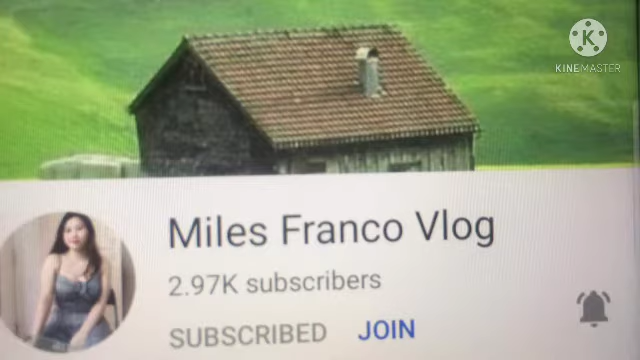 K
KINEMASTER
Miles Franco Vlog
2.97K subscribers
SUBSCRIBED JOIN